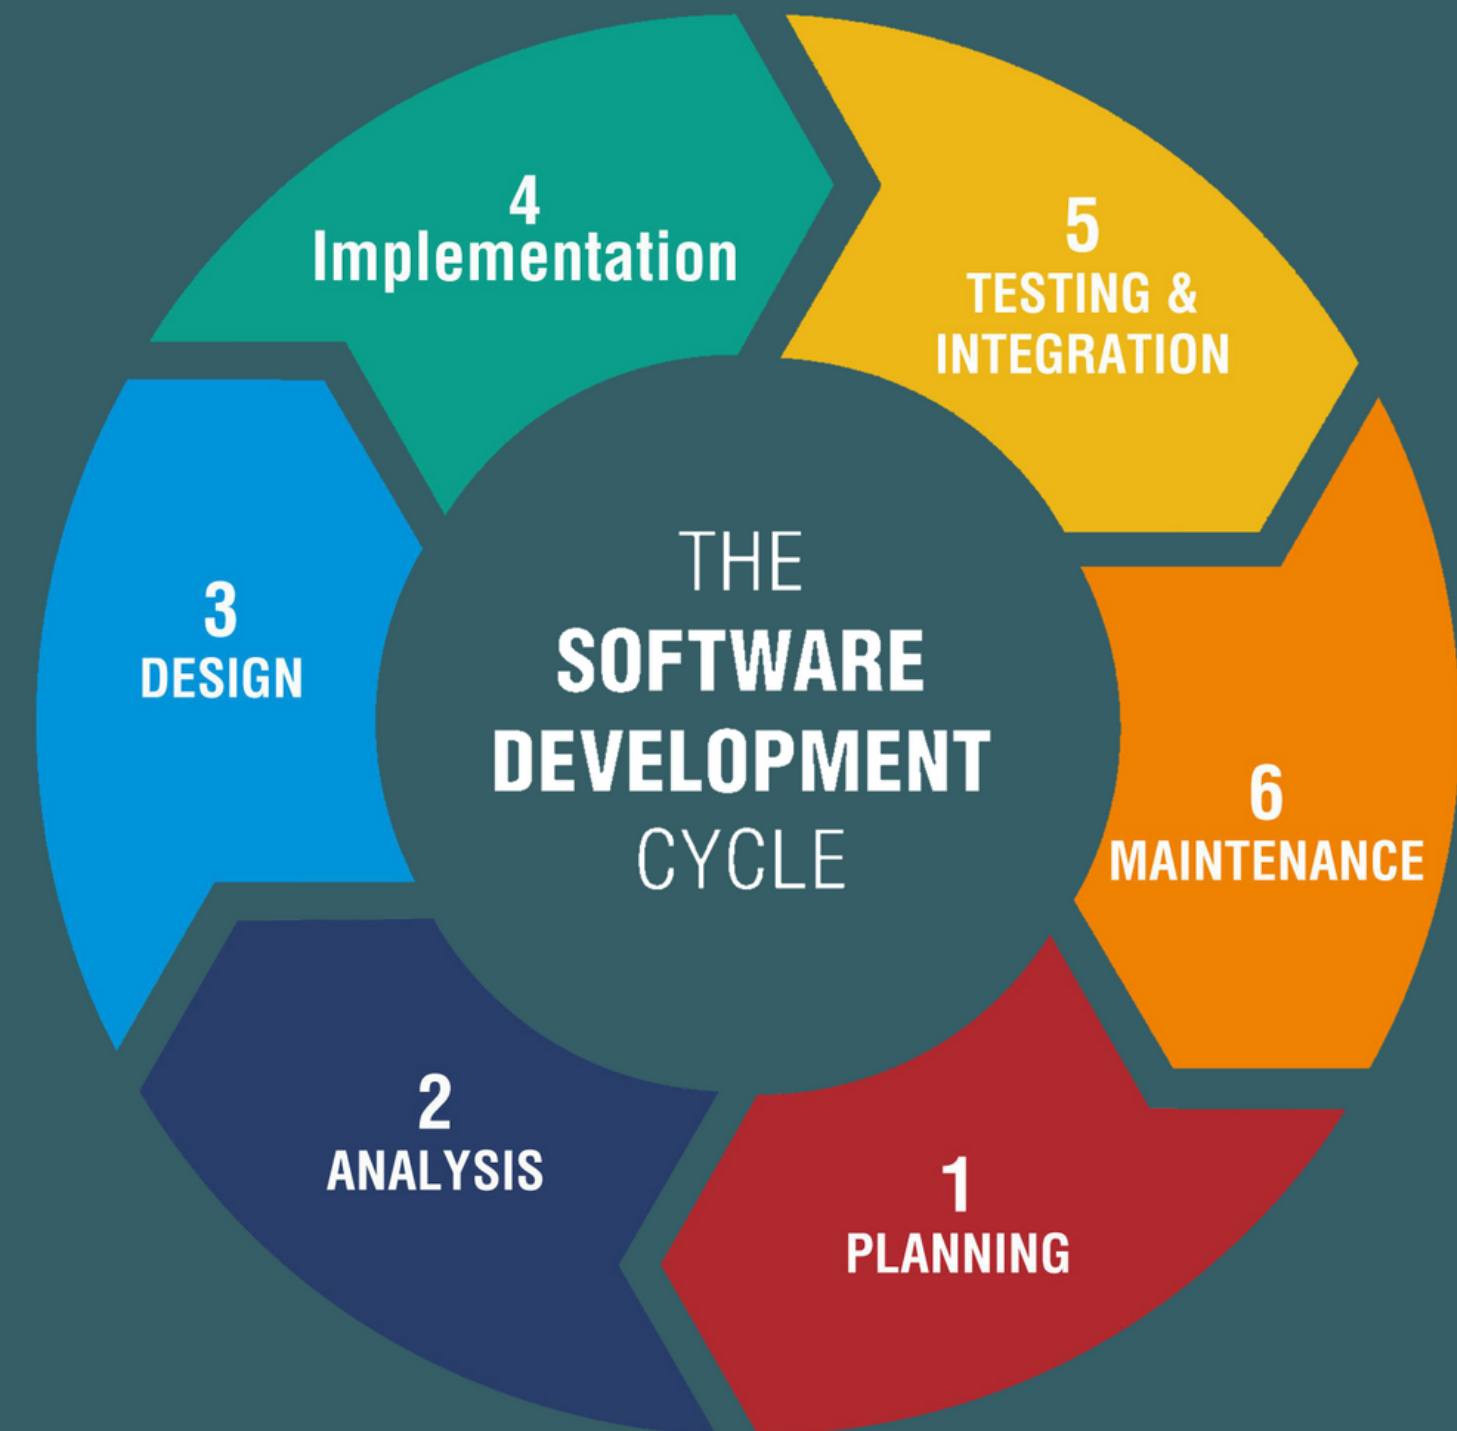 4
Implementation
5
TESTING &
INTEGRATION
3
DESIGN
THE
SOFTWARE
DEVELOPMENT
CYCLE
6
MAINTENANCE
2
ANALYSIS
1
PLANNING